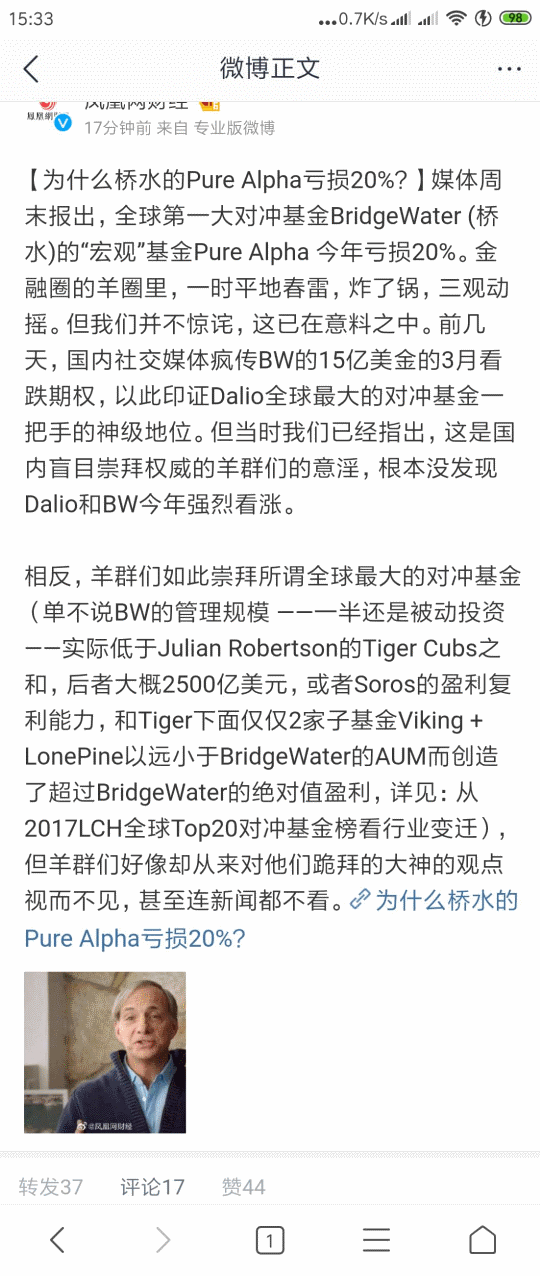 15:33
...0.7K/s
98
微博正文
...
凤凰网财经
凰凰網
17分钟前 来自 专业版微博
【为什么桥水的Pure Alpha亏损20%?】媒体周
末报出，全球第一大对冲基金BridgeWater (桥
水)的“宏观”基金Pure Alpha 今年亏损20%。金
融圈的羊圈里，一时平地春雷，炸了锅，三观动
摇。但我们并不惊诧，这已在意料之中。前几
天，国内社交媒体疯传BW的15亿美金的3月看
跌期权，以此印证Dalio全球最大的对冲基金一
把手的神级地位。但当时我们已经指出，这是国
内盲目崇拜权威的羊群们的意淫，根本没发现
Dalio和BW今年强烈看涨。
相反，羊群们如此崇拜所谓全球最大的对冲基金
（单不说BW的管理规模 ——一半还是被动投资
——实际低于Julian Robertson的Tiger Cubs之
和，后者大概2500亿美元，或者Soros的盈利复
利能力，和Tiger下面仅仅2家子基金Viking +
LonePine以远小于BridgeWater的AUM而创造
了超过BridgeWater的绝对值盈利，详见：从
2017LCH全球Top20对冲基金榜看行业变迁），
但羊群们好像却从来对他们跪拜的大神的观点
视而不见，甚至连新闻都不看。为什么桥水的
Pure Alpha亏损20%?
@凤凰网财经
转发37 评论17 赞44
1